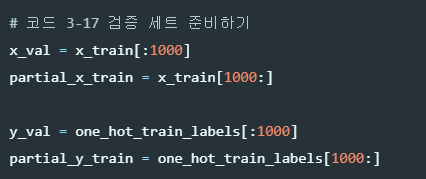 # 코드 3-17 검증 세트 준비하기
x_val = x_train[:1000]
partial_x_train = x_train[1000:]
y_val = one_hot_train_labels[:1000]
partial_y_train = one_hot_train_labels[1000:]